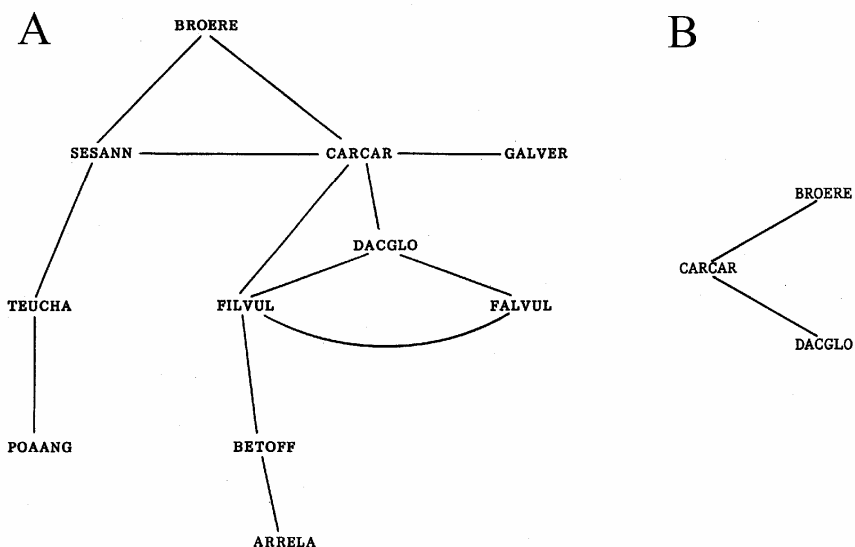 A
B
BROERE
SESANN
CARCAR
GALVER
DACGLO
TEUCHA
FILVUL
FALVUL
POAANG
BETOFF
ARRELA
BROERE
CARCAR
DACGLO